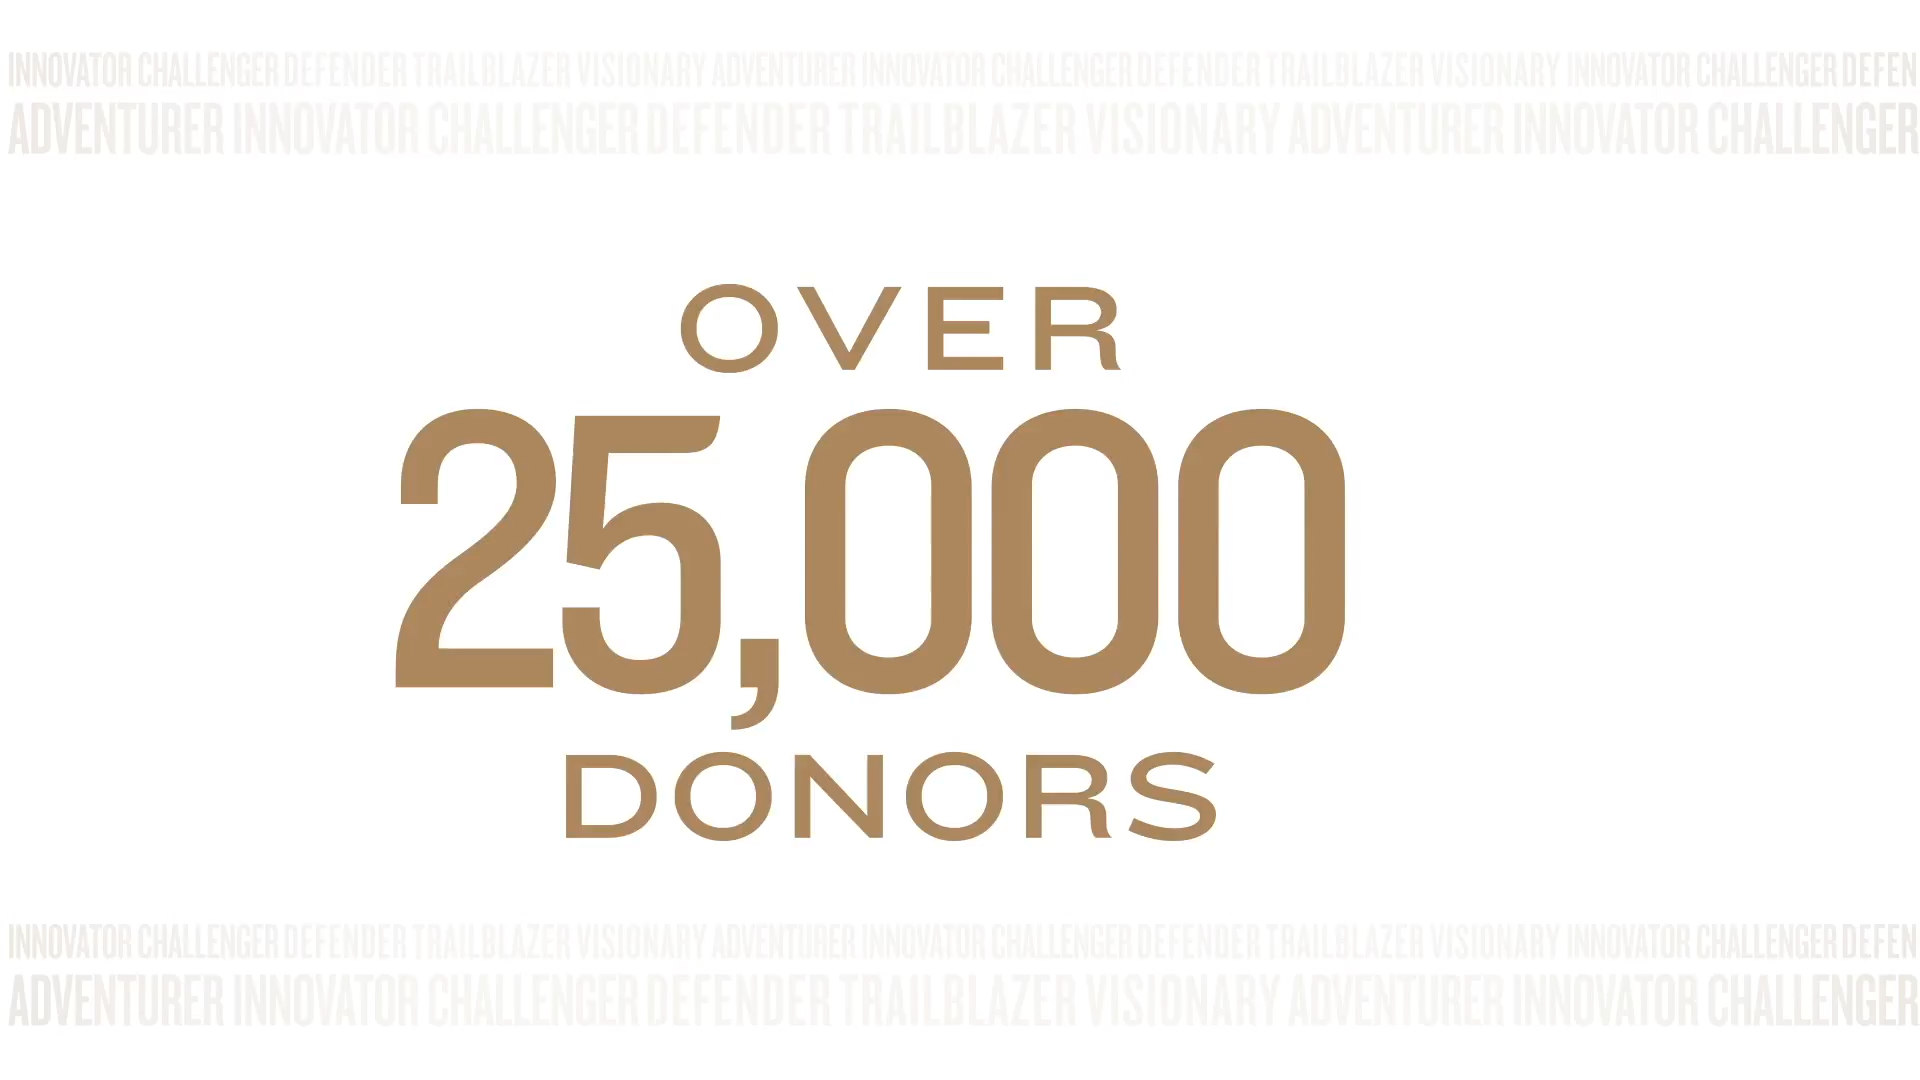 INNOVATOR CHALLENGER DEFENDER TRAILBLAZER VISIONARY ADVENTURER INNOVATOR CHALLENGER DEFENDER TRAILBLAZER VISIONARY INNOVATOR CHALLENGER DEFEN
ADVENTURER INNOVATOR CHALLENGER DEFENDER TRAILBLAZER VISIONARY ADVENTURER INNOVATOR CHALLENGER
OVER
25,000
DONORS
INNOVATOR CHALLENGER DEFENDER TRAILBLAZER VISIONARY ADVENTURER INNOVATOR CHALLENGER DEFENDER TRAILBLAZER VISIONARY INNOVATOR CHALLENGER DEFEN
ADVENTURER INNOVATOR CHALLENGER DEFENDER TRAILBLAZER VISIONARY ADVENTURER INNOVATOR CHALLENGER